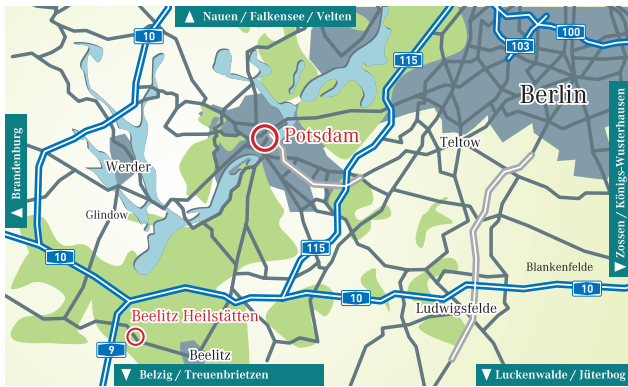 ▲ Nauen / Falkensee / Velten
10
100
103
115
Berlin
Potsdam
Teltow
▲ Brandenburg
▼ Zossen / Königs-Wusterhausen
Werder
Glindow
115
10
Blankenfelde
10
10
Ludwigsfelde
Beelitz Heilstätten
9
Beelitz
▼ Belzig / Treuenbrietzen
▼ Luckenwalde / Jüterbog